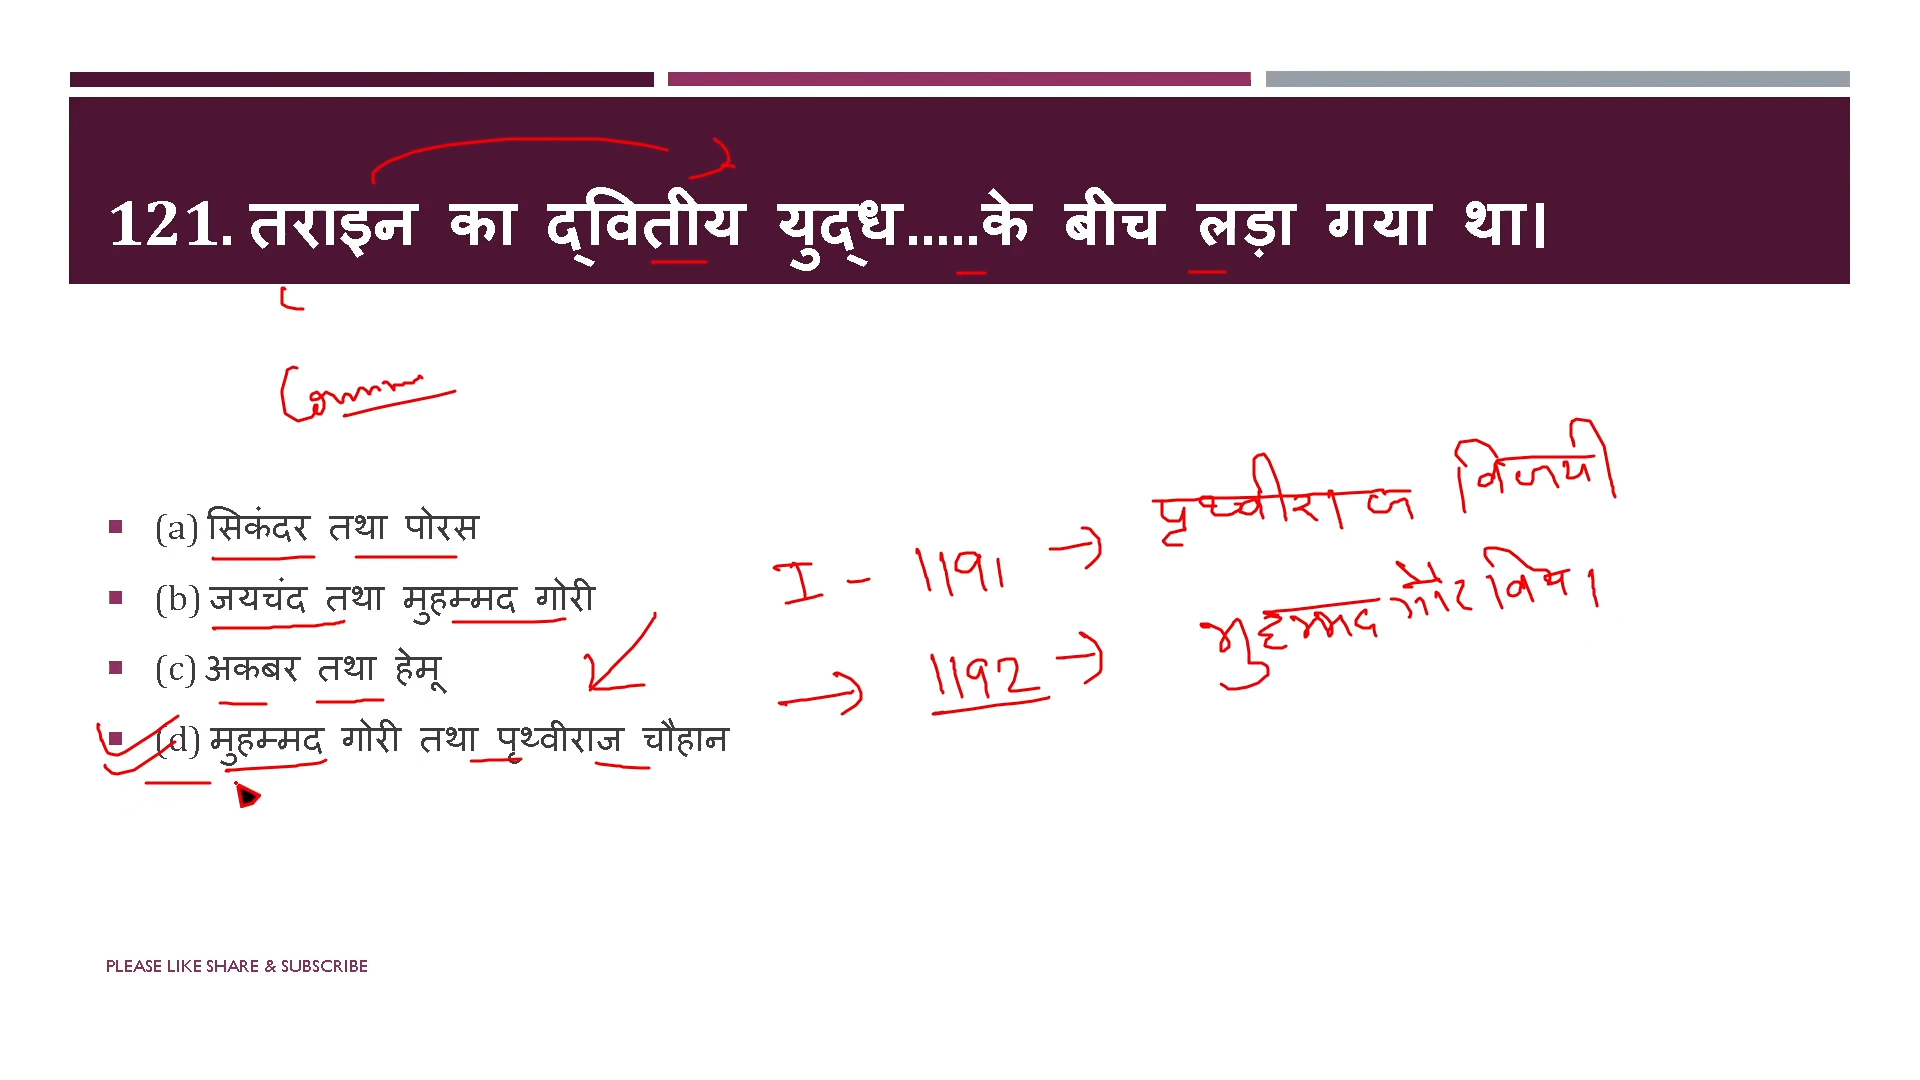 121. तराइन का द्वितीय युद्ध.....के बीच लड़ा गया था।
(a) सिकंदर तथा पोरस
(b) जयचंद तथा मुहम्मद गोरी
(c) अकबर तथा हेमू
(d) मुहम्मद गोरी तथा पृथ्वीराज चौहान
I - 1191 → पृथ्वीराज विजयी
→ 1192 → मुहम्मद
PLEASE LIKE SHARE & SUBSCRIBE